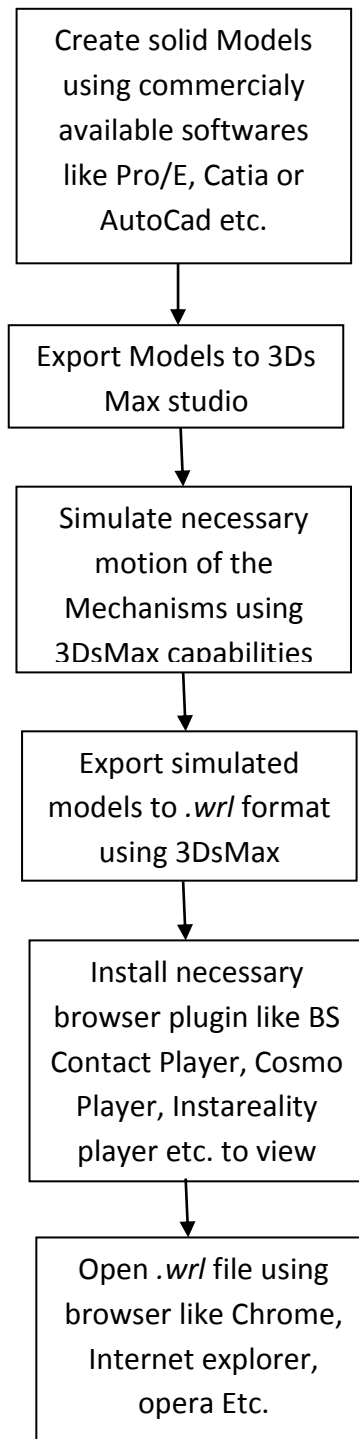 Create solid Models
using commercialy
available softwares
like Pro/E, Catia or
AutoCad etc.
Export Models to 3Ds
Max studio
Simulate necessary
motion of the
Mechanisms using
3DsMax capabilities
Export simulated
models to .wrl format
using 3DsMax
Install necessary
browser plugin like BS
Contact Player, Cosmo
Player, Instareality
player etc. to view
Open .wrl file using
browser like Chrome,
Internet explorer,
opera Etc.